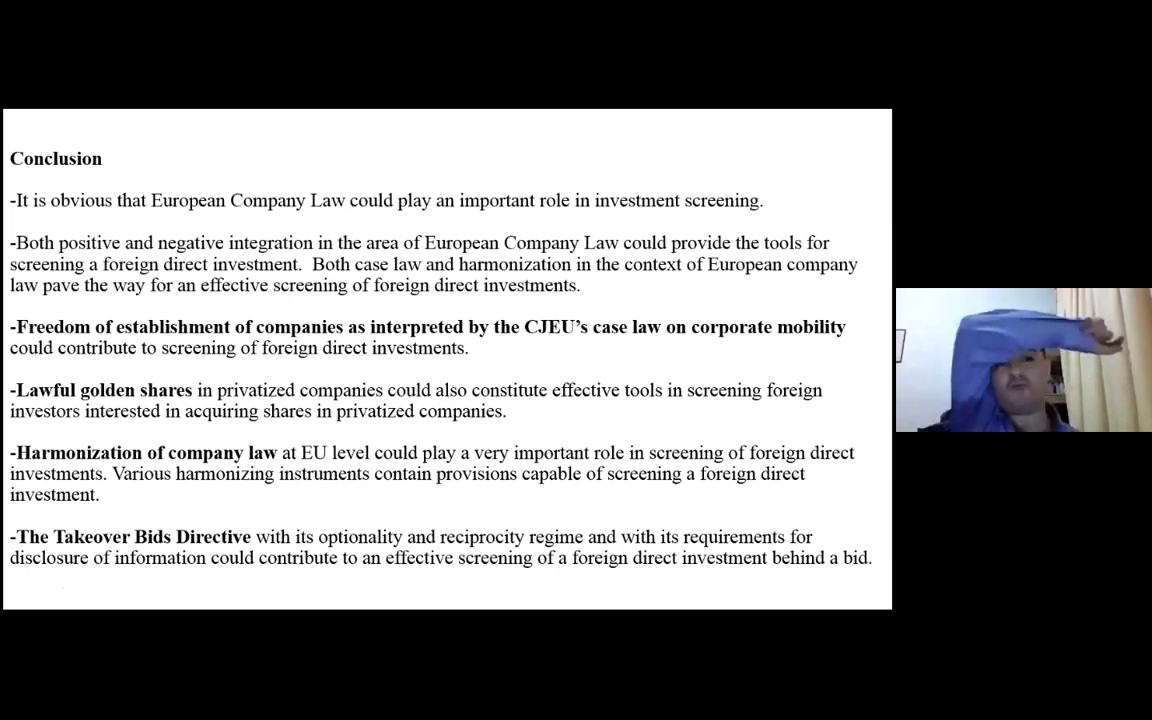 Conclusion
-It is obvious that European Company Law could play an important role in investment screening.
-Both positive and negative integration in the area of European Company Law could provide the tools for
screening a foreign direct investment.  Both case law and harmonization in the context of European company
law pave the way for an effective screening of foreign direct investments.
-Freedom of establishment of companies as interpreted by the CJEU’s case law on corporate mobility
could contribute to screening of foreign direct investments.
-Lawful golden shares in privatized companies could also constitute effective tools in screening foreign
investors interested in acquiring shares in privatized companies.
-Harmonization of company law at EU level could play a very important role in screening of foreign direct
investments. Various harmonizing instruments contain provisions capable of screening a foreign direct
investment.
-The Takeover Bids Directive with its optionality and reciprocity regime and with its requirements for
disclosure of information could contribute to an effective screening of a foreign direct investment behind a bid.